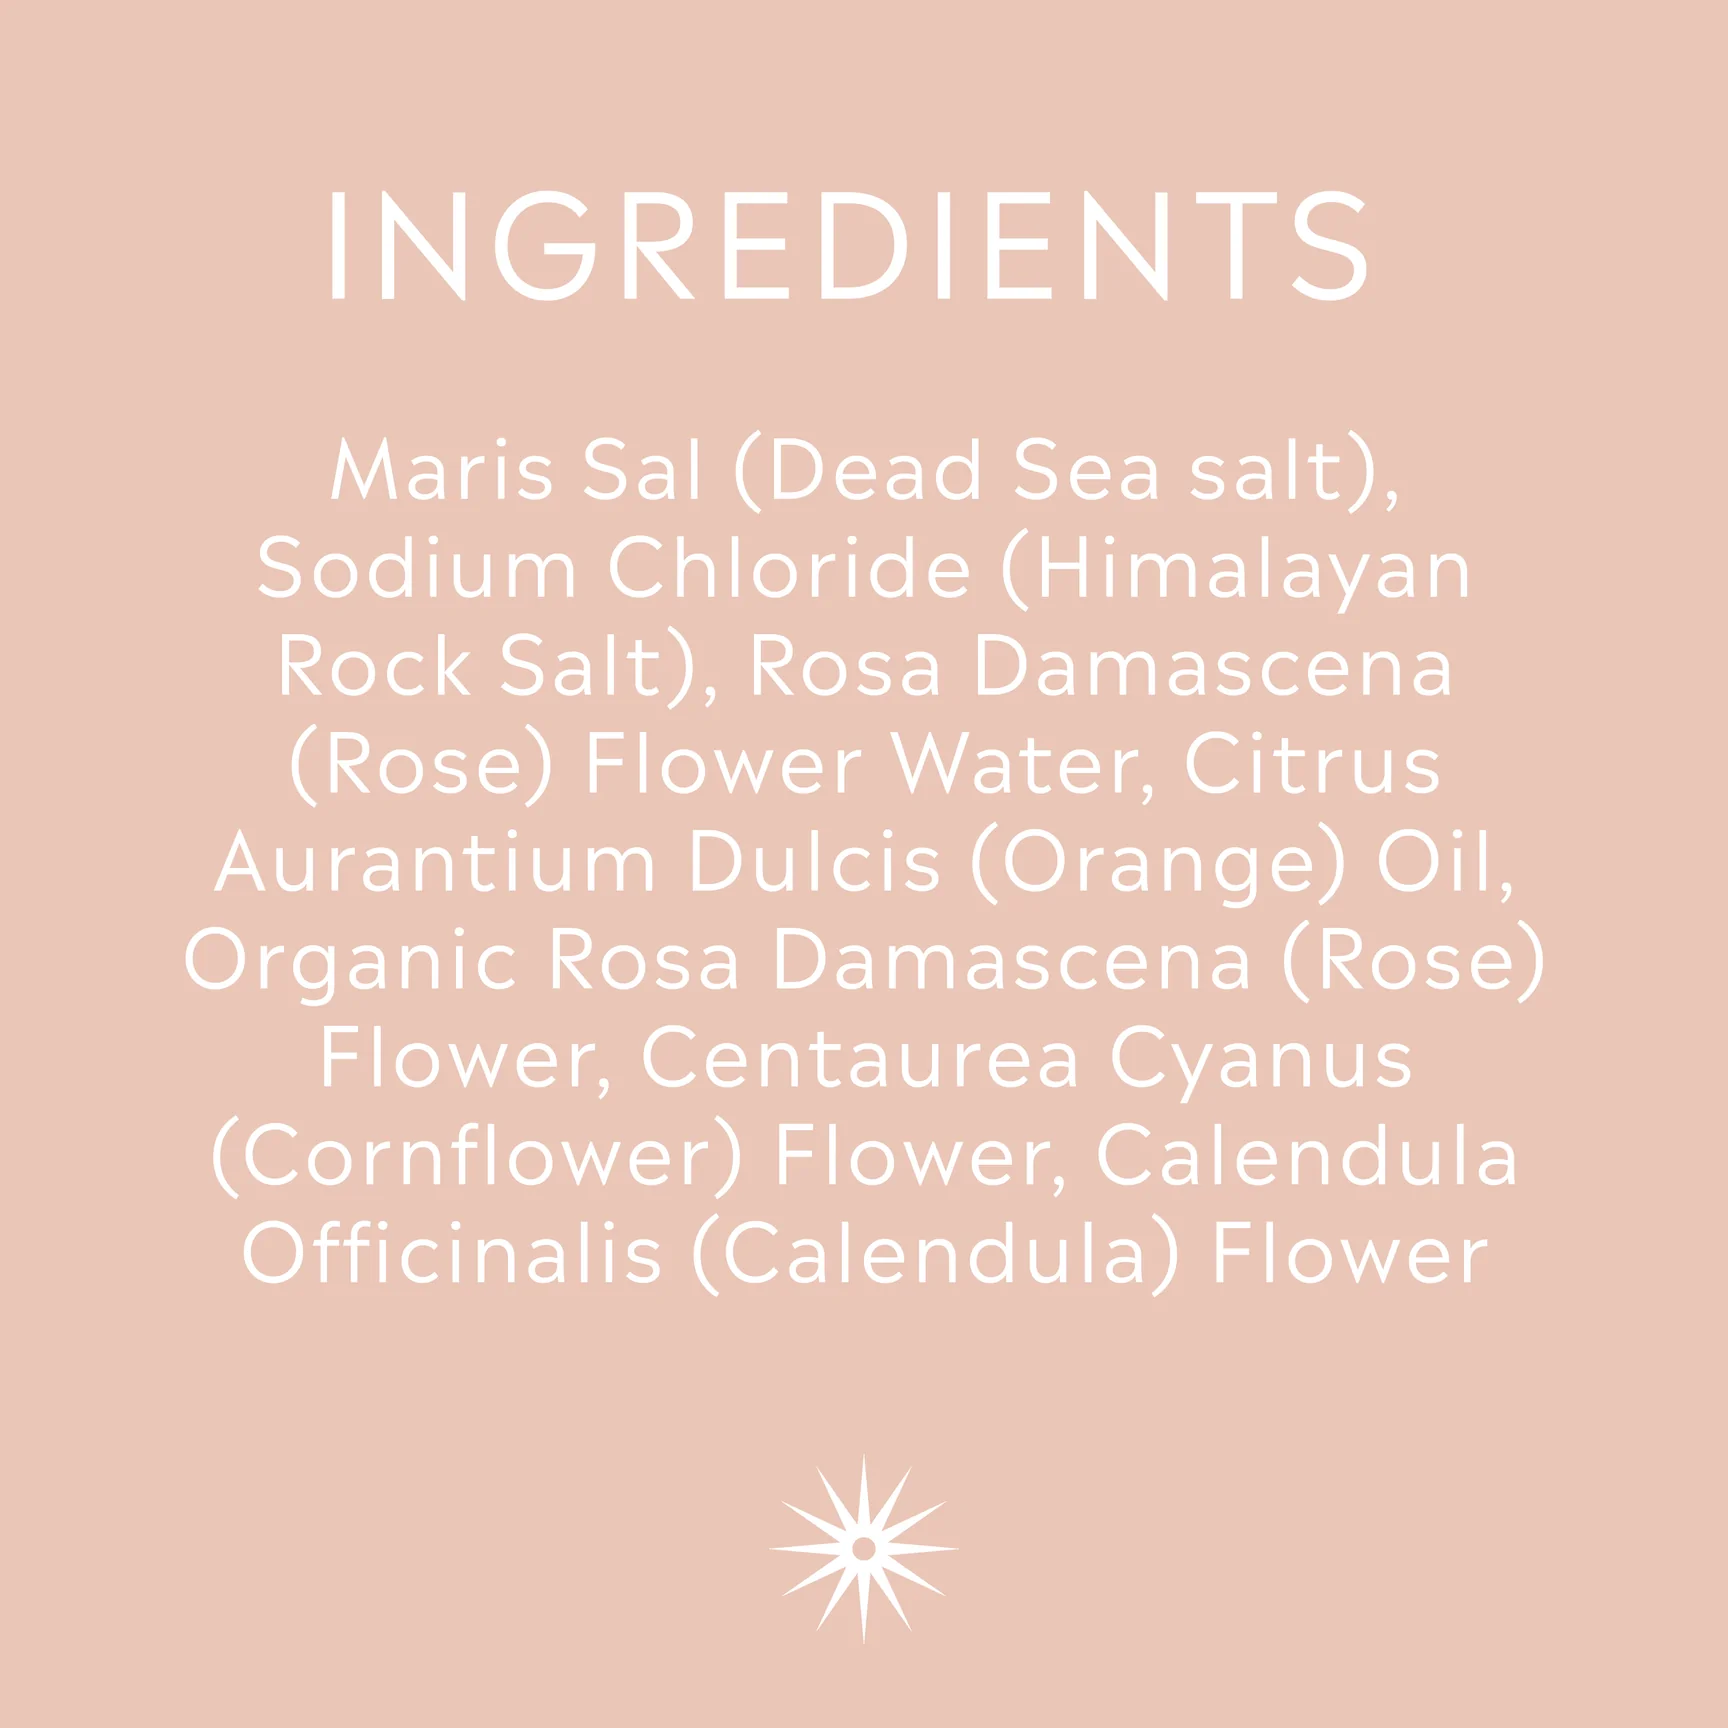 INGREDIENTS
Maris Sal (Dead Sea salt),
Sodium Chloride (Himalayan
Rock Salt), Rosa Damascena
(Rose) Flower Water, Citrus
Aurantium Dulcis (Orange) Oil,
Organic Rosa Damascena (Rose)
Flower, Centaurea Cyanus
(Cornflower) Flower, Calendula
Officinalis (Calendula) Flower